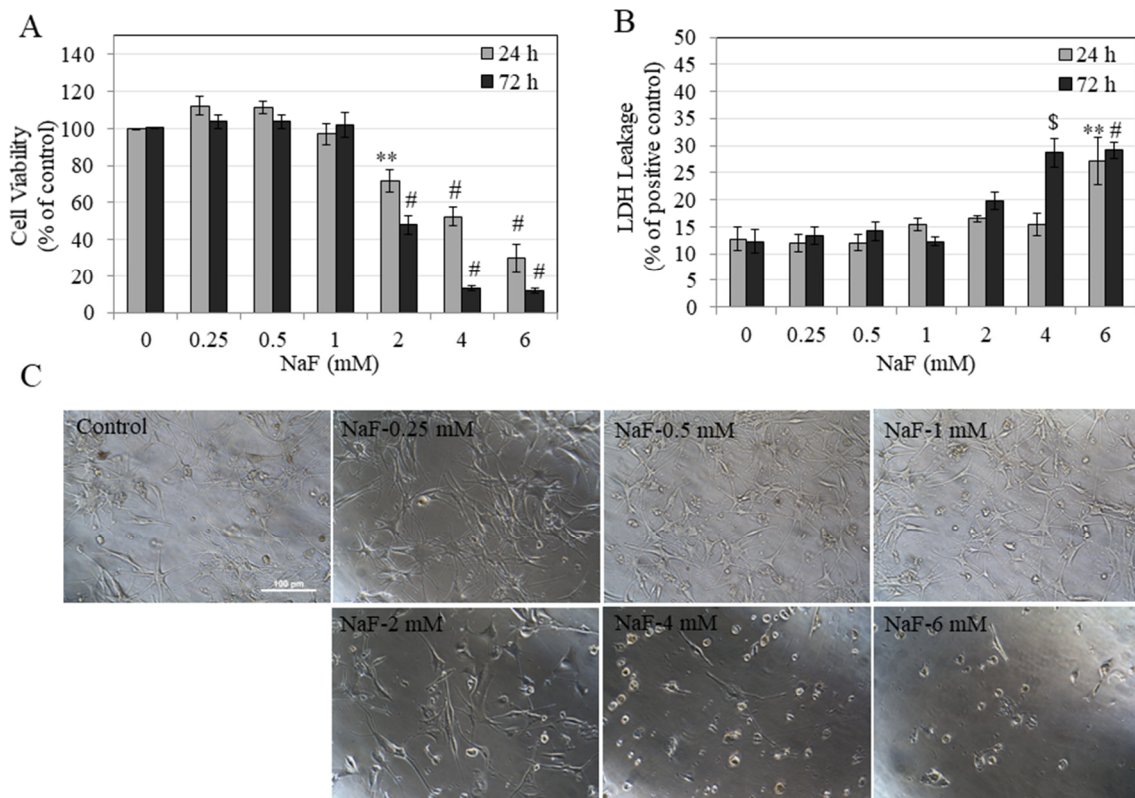 A
Cell Viability
(% of control)
140
120
100
80
60
40
20
0
24 h
72 h
**
#
#
#
#
#
0 0.25 0.5 1 2 4 6
NaF (mM)
B
LDH Leakage
(% of positive control)
50
45
40
35
30
25
20
15
10
5
0
24 h
72 h
$
** #
0 0.25 0.5 1 2 4 6
NaF (mM)
C
Control
100 µm
NaF-0.25 mM
NaF-0.5 mM
NaF-1 mM
NaF-2 mM
NaF-4 mM
NaF-6 mM